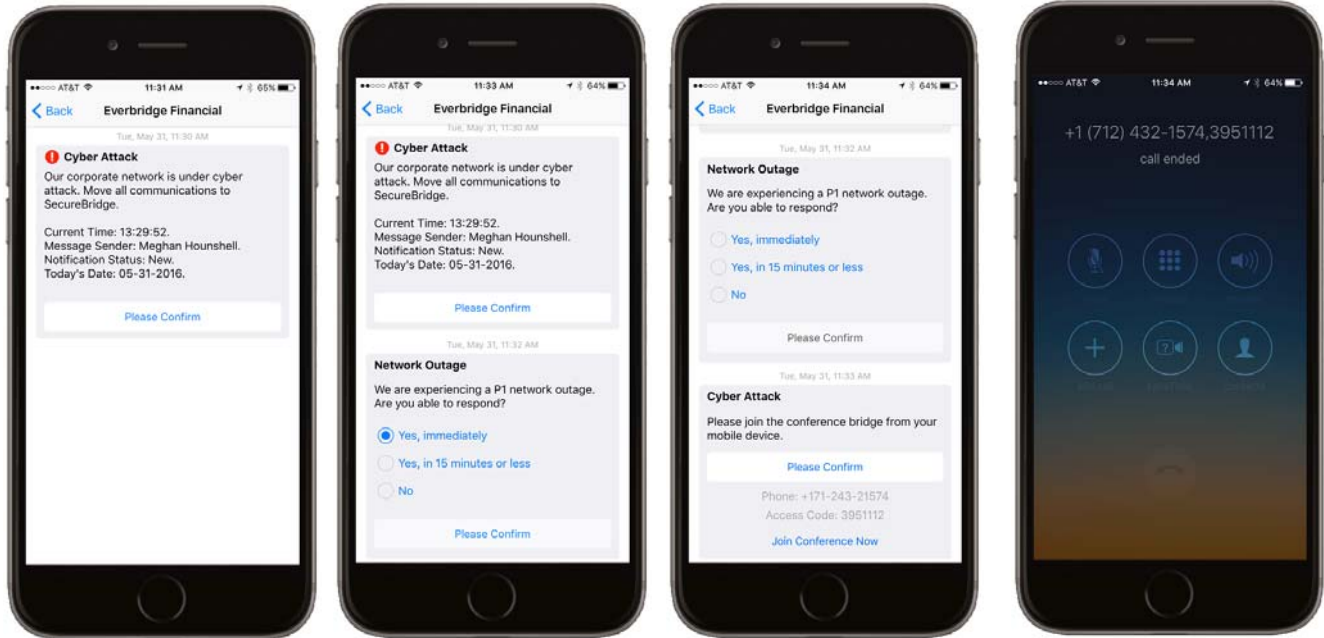 AT&T 11:31 AM 65%
Back Everbridge Financial
Tue, May 31, 11:30 AM
Cyber Attack
Our corporate network is under cyber
attack. Move all communications to
SecureBridge.
Current Time: 13:29:52.
Message Sender: Meghan Hounshell.
Notification Status: New.
Today's Date: 05-31-2016.
Please Confirm
AT&T 11:33 AM 64%
Back Everbridge Financial
Tue, May 31, 11:30 AM
Cyber Attack
Our corporate network is under cyber
attack. Move all communications to
SecureBridge.
Current Time: 13:29:52.
Message Sender: Meghan Hounshell.
Notification Status: New.
Today's Date: 05-31-2016.
Please Confirm
Tue, May 31, 11:32 AM
Network Outage
We are experiencing a P1 network outage.
Are you able to respond?
Yes, immediately
Yes, in 15 minutes or less
No
Please Confirm
AT&T 11:34 AM 64%
Back Everbridge Financial
Tue, May 31, 11:32 AM
Network Outage
We are experiencing a P1 network outage.
Are you able to respond?
Yes, immediately
Yes, in 15 minutes or less
No
Please Confirm
Tue, May 31, 11:33 AM
Cyber Attack
Please join the conference bridge from your
mobile device.
Please Confirm
Phone: +171-243-21574
Access Code: 3951112
Join Conference Now
AT&T 11:34 AM 64%
+1 (712) 432-1574,3951112
call ended